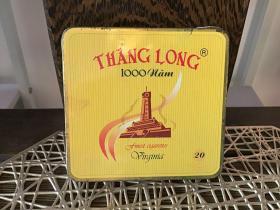 THĂNG LONG ®
1000 Năm
Finest cigarettes
Virginia
20